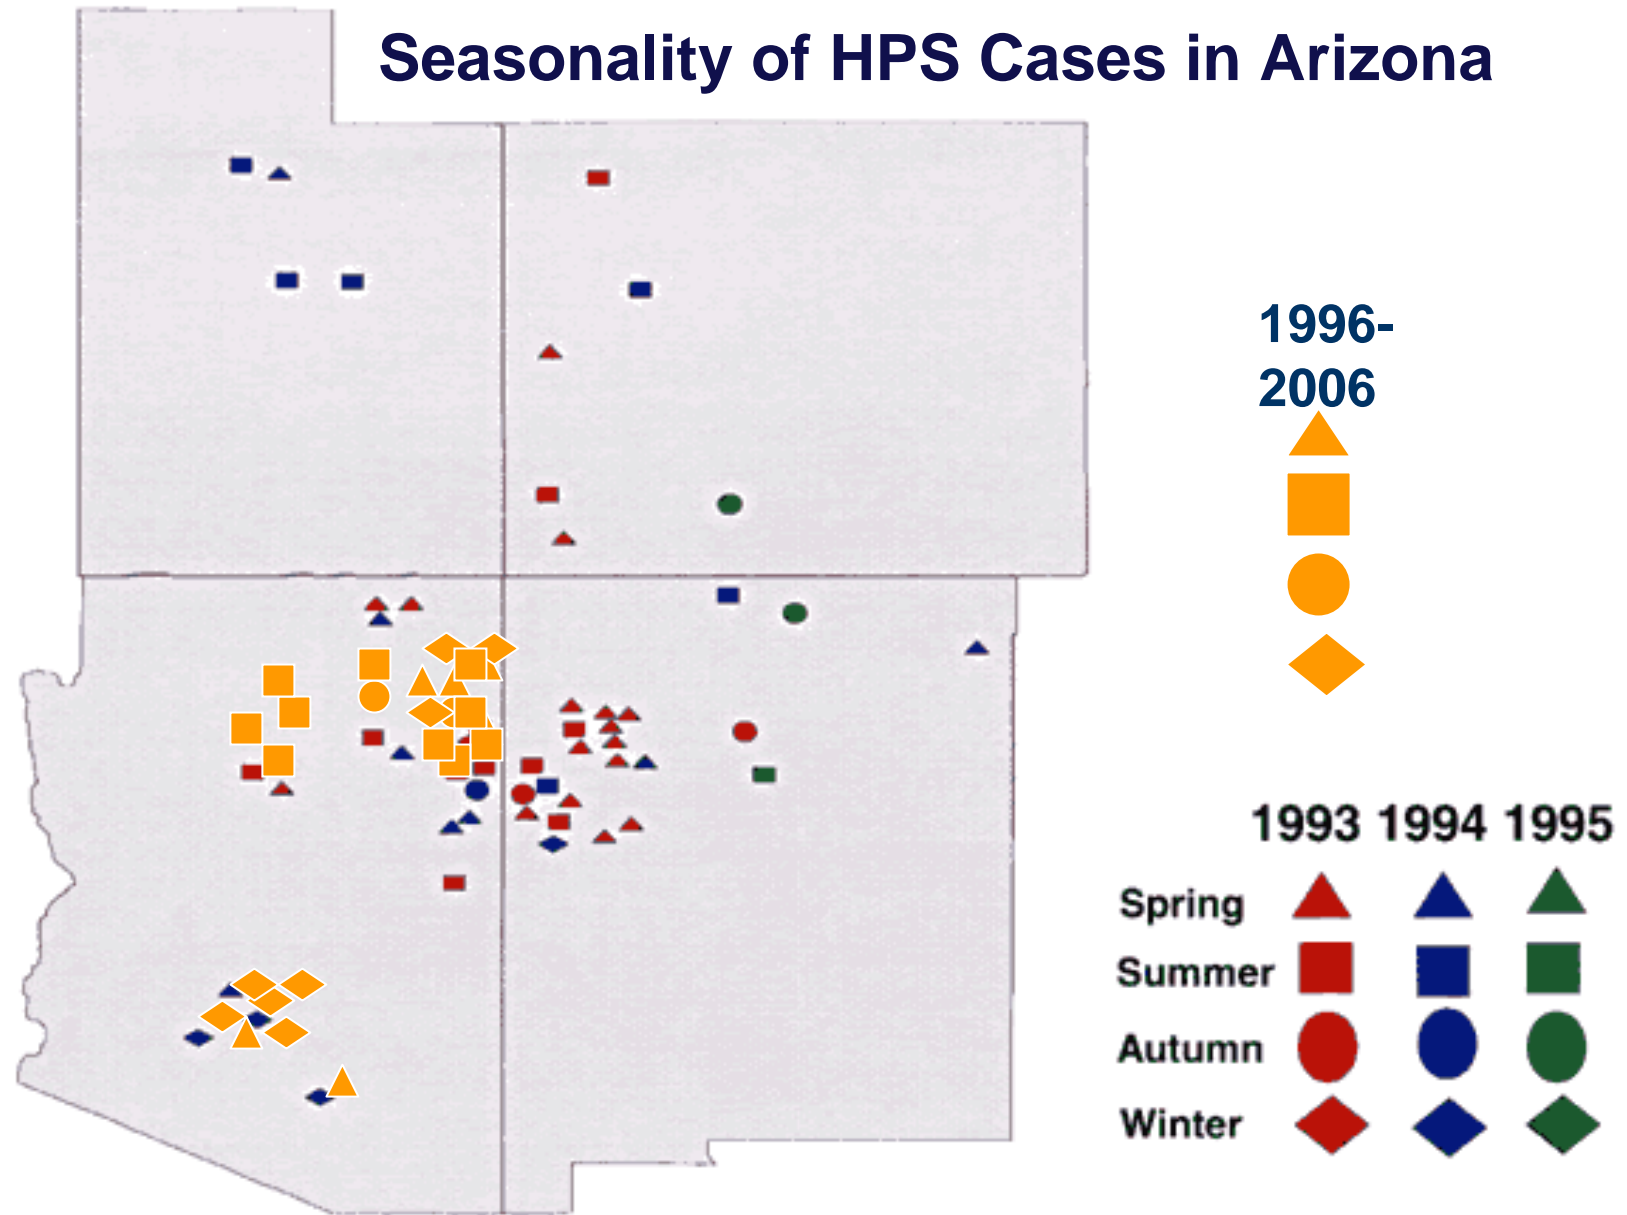 Seasonality of HPS Cases in Arizona
1996-
2006
1993 1994 1995
Spring
Summer
Autumn
Winter